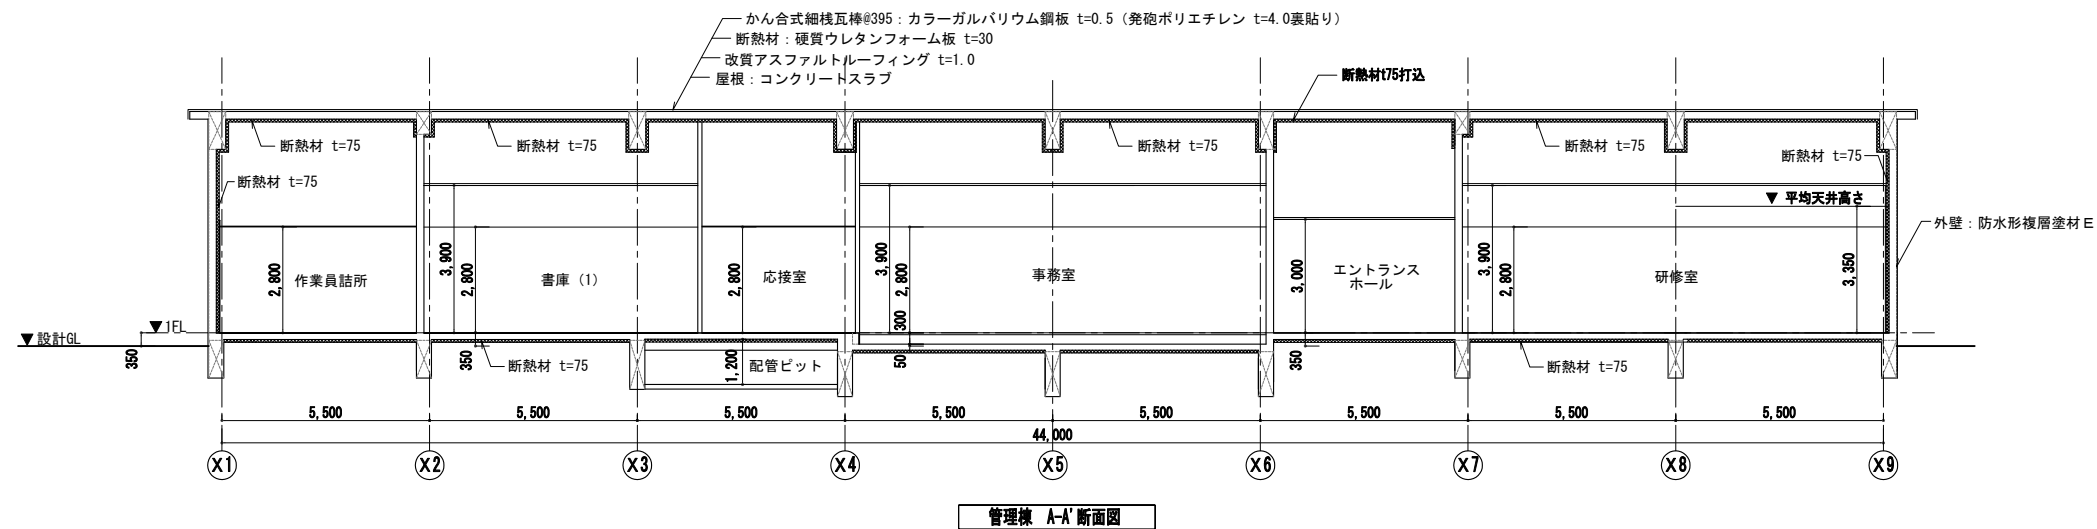 かん合式細桟瓦棒@395：カラーガルバリウム鋼板 t=0.5（発砲ポリエチレン t=4.0裏貼り）
断熱材：硬質ウレタンフォーム板 t=30
改質アスファルトルーフィング t=1.0
屋根：コンクリートスラブ
断熱材t75打込
断熱材 t=75
断熱材 t=75
断熱材 t=75
断熱材 t=75
断熱材 t=75
断熱材 t=75
▼ 平均天井高さ
外壁：防水形複層塗材E
2,800
作業員詰所
3,900
2,800
書庫（1）
2,800
応接室
3,900
2,800
事務室
3,000
エントランス
ホール
3,900
2,800
研修室
3,350
▼1FL
▼設計GL
350
350
断熱材 t=75
1,200
配管ピット
300
50
350
断熱材 t=75
5,500
5,500
5,500
5,500
5,500
5,500
5,500
5,500
44,000
X1
X2
X3
X4
X5
X6
X7
X8
X9
管理棟 A-A'断面図